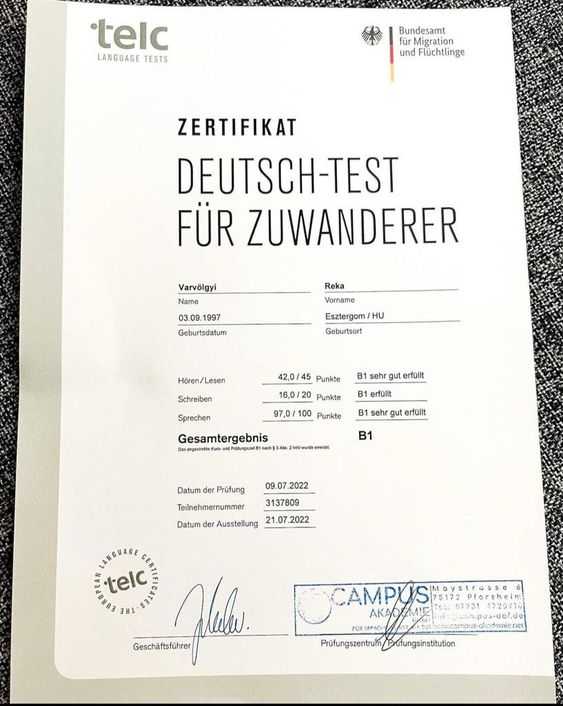 telc
LANGUAGE TESTS
Bundesamt
für Migration
und Flüchtlinge
ZERTIFIKAT
DEUTSCH-TEST
FÜR ZUWANDERER
Varvölgyi Reka
Name Vorname
03.09.1997 Esztergom / HU
Geburtsdatum Geburtsort
Hören/Lesen 42,0 / 45 Punkte B1 sehr gut erfüllt
Schreiben 16,0 / 20 Punkte B1 erfüllt
Sprechen 97,0 / 100 Punkte B1 sehr gut erfüllt
Gesamtergebnis B1
Datum der Prüfung 09.07.2022
Teilnehmernummer 3137809
Datum der Ausstellung 21.07.2022
THE EUROPEAN LANGUAGE CERTIFICATES
telc
CAMPUS
AKADEMIE
75172 Pforzheim
Geschäftsführer Prüfungszentrum/Prüfungsinstitution